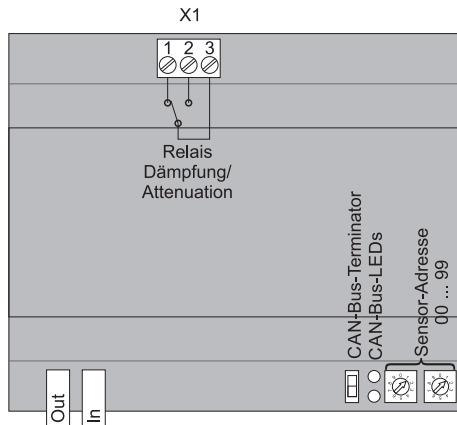 X1
1 2 3
Relais
Dämpfung/
Attenuation
CAN-Bus-Terminator
CAN-Bus-LEDs
Sensor-Adresse
00 ... 99
Out
In